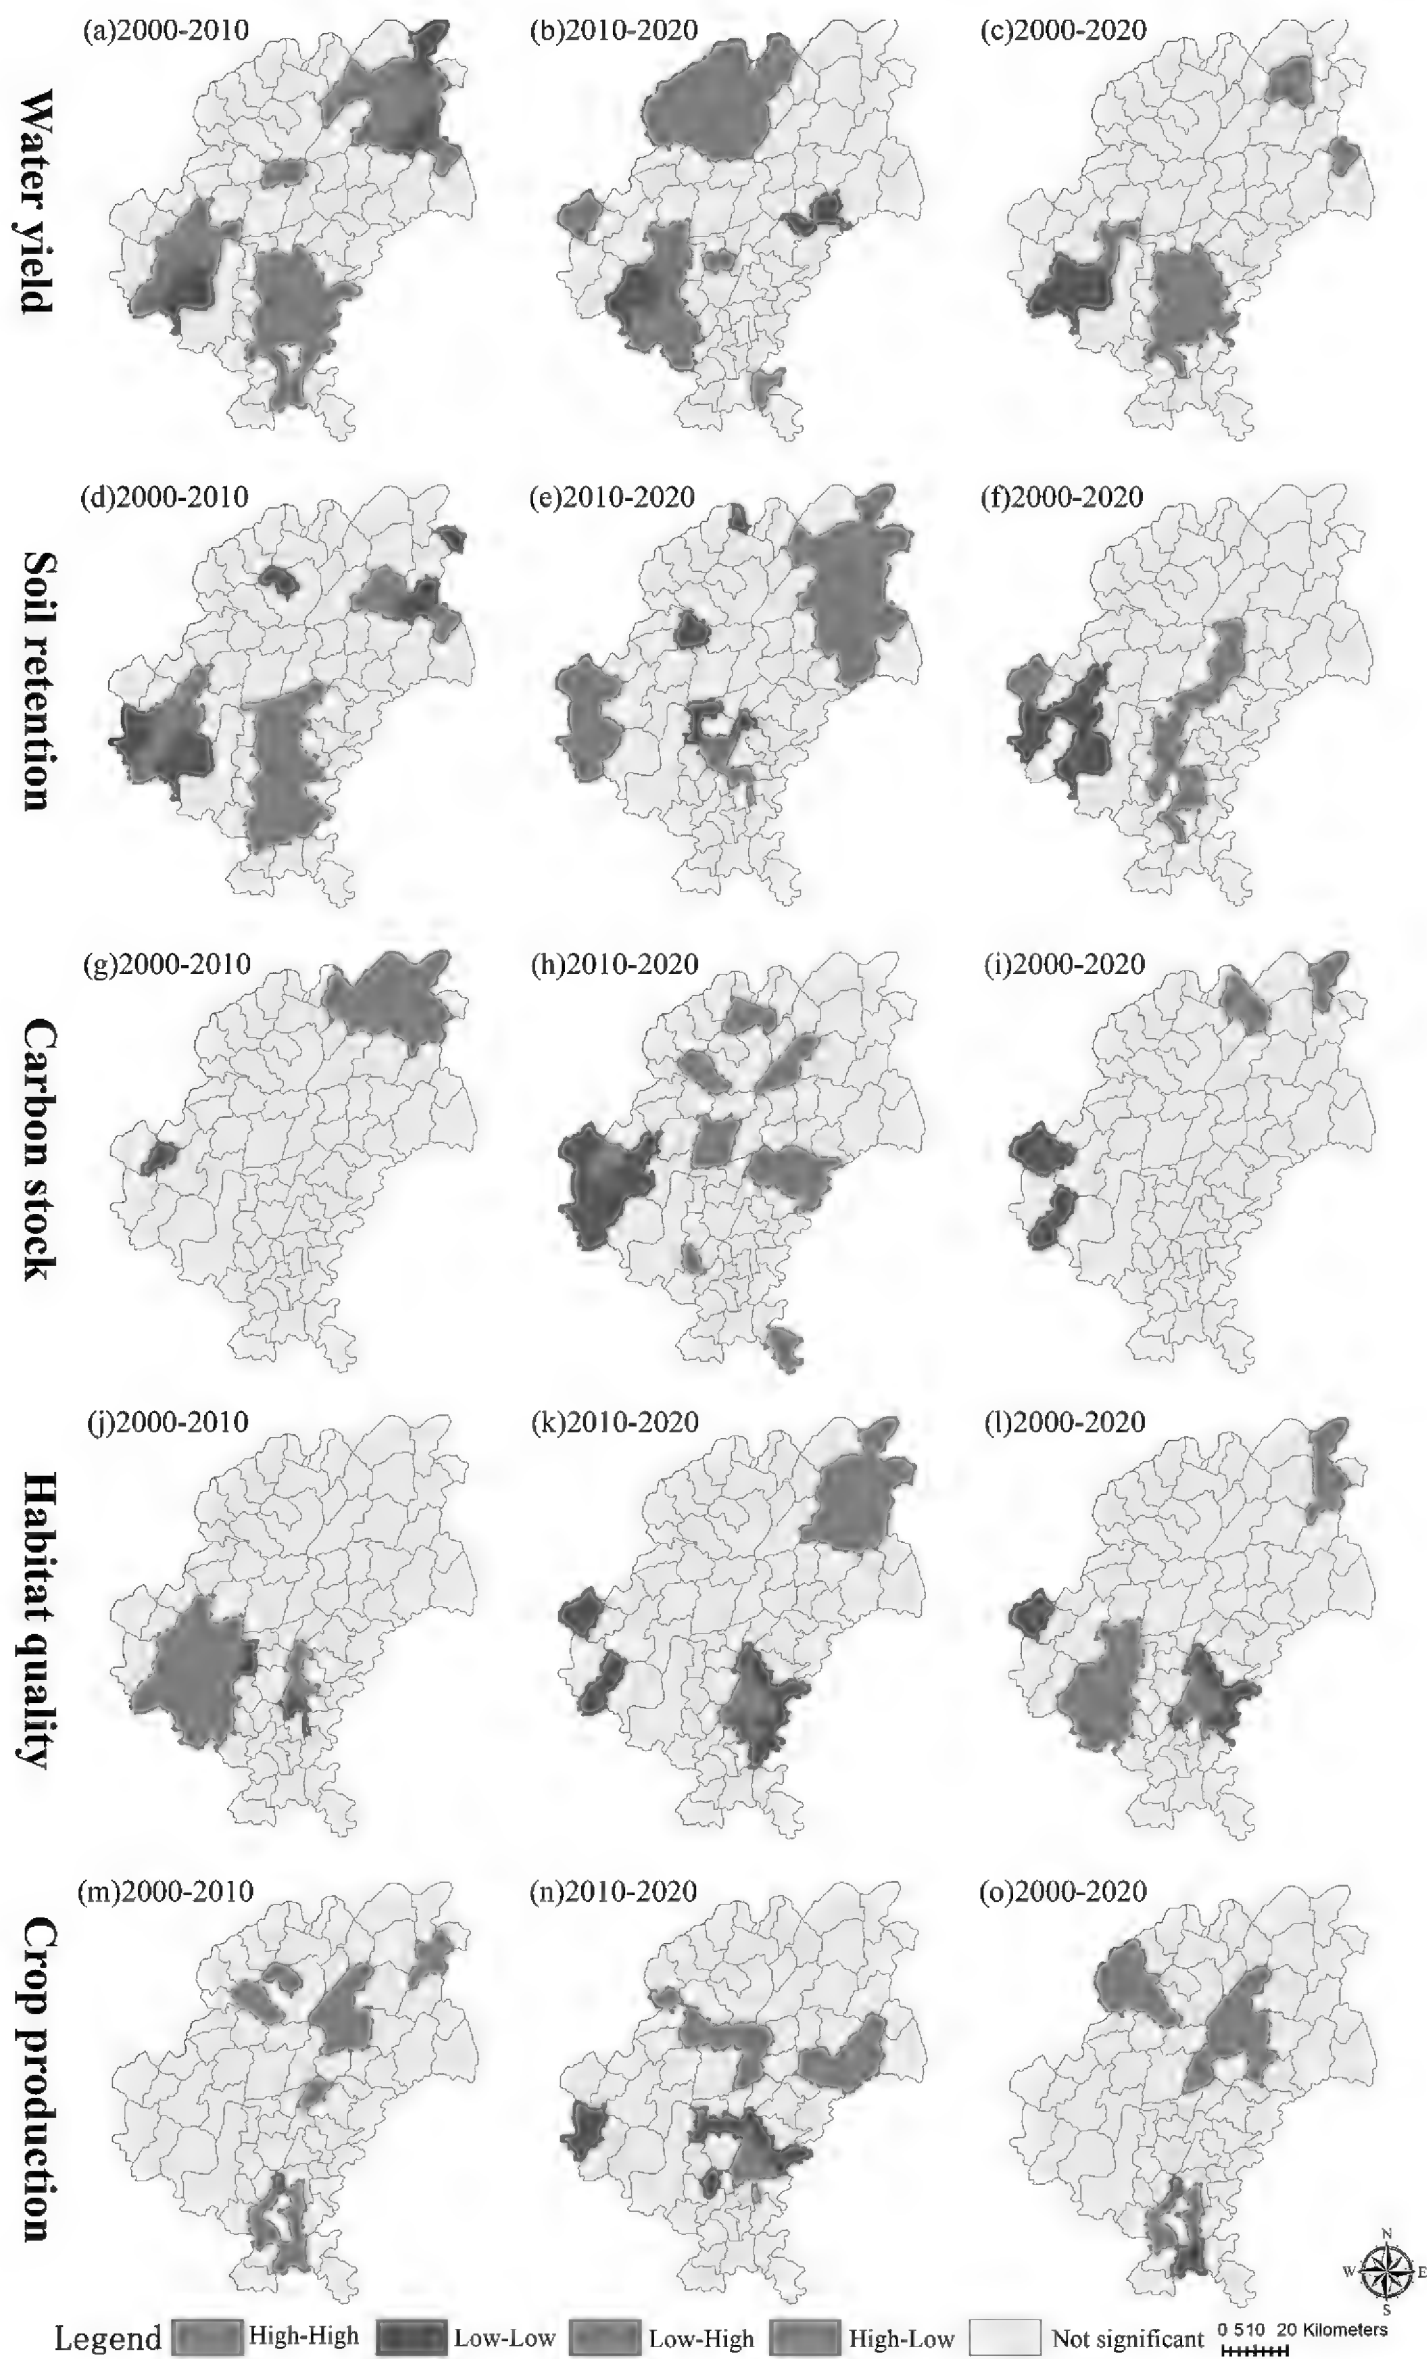 Water yield
(a)2000-2010
(b)2010-2020
(c)2000-2020
Soil retention
(d)2000-2010
(e)2010-2020
(f)2000-2020
Carbon stock
(g)2000-2010
(h)2010-2020
(i)2000-2020
Habitat quality
(j)2000-2010
(k)2010-2020
(l)2000-2020
Crop production
(m)2000-2010
(n)2010-2020
(o)2000-2020
N
W E
S
Legend High-High Low-Low Low-High High-Low Not significant 0 5 10 20 Kilometers